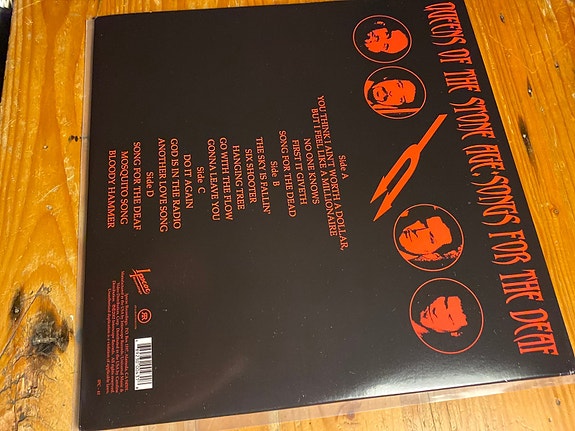 QUEENS OF THE STONE AGE:SONGS FOR THE DEAF
Side A
YOU THINK I AIN'T WORTH A DOLLAR,
BUT I FEEL LIKE A MILLIONAIRE
NO ONE KNOWS
FIRST IT GIVETH
SONG FOR THE DEAD
Side B
THE SKY IS FALLIN'
SIX SHOOTER
HANGING TREE
GO WITH THE FLOW
GONNA LEAVE YOU
Side C
DO IT AGAIN
GOD IS IN THE RADIO
ANOTHER LOVE SONG
Side D
SONG FOR THE DEAF
MOSQUITO SONG
BLOODY HAMMER
Ipecac